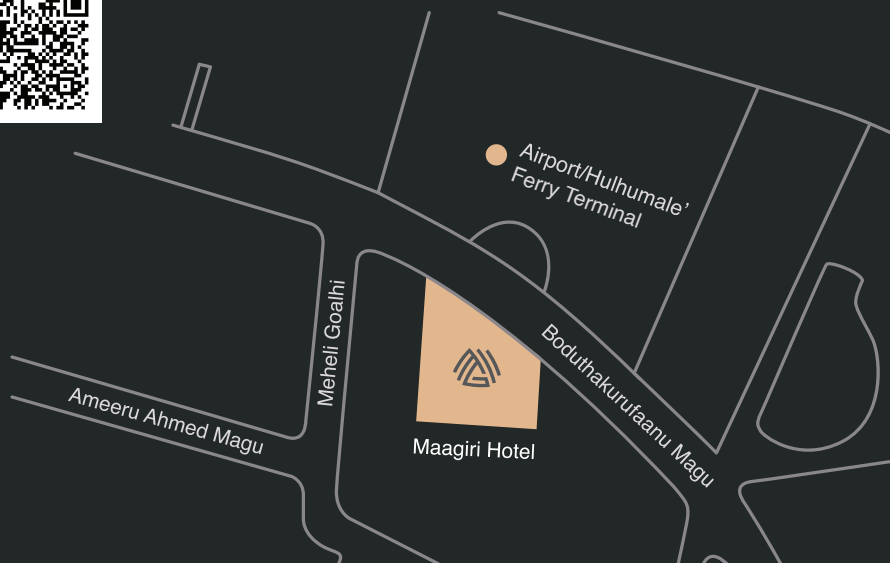 Airport/Hulhumale’
Ferry Terminal
Meheli Goalhi
Boduthakurufaanu Magu
Ameeru Ahmed Magu
Maagiri Hotel